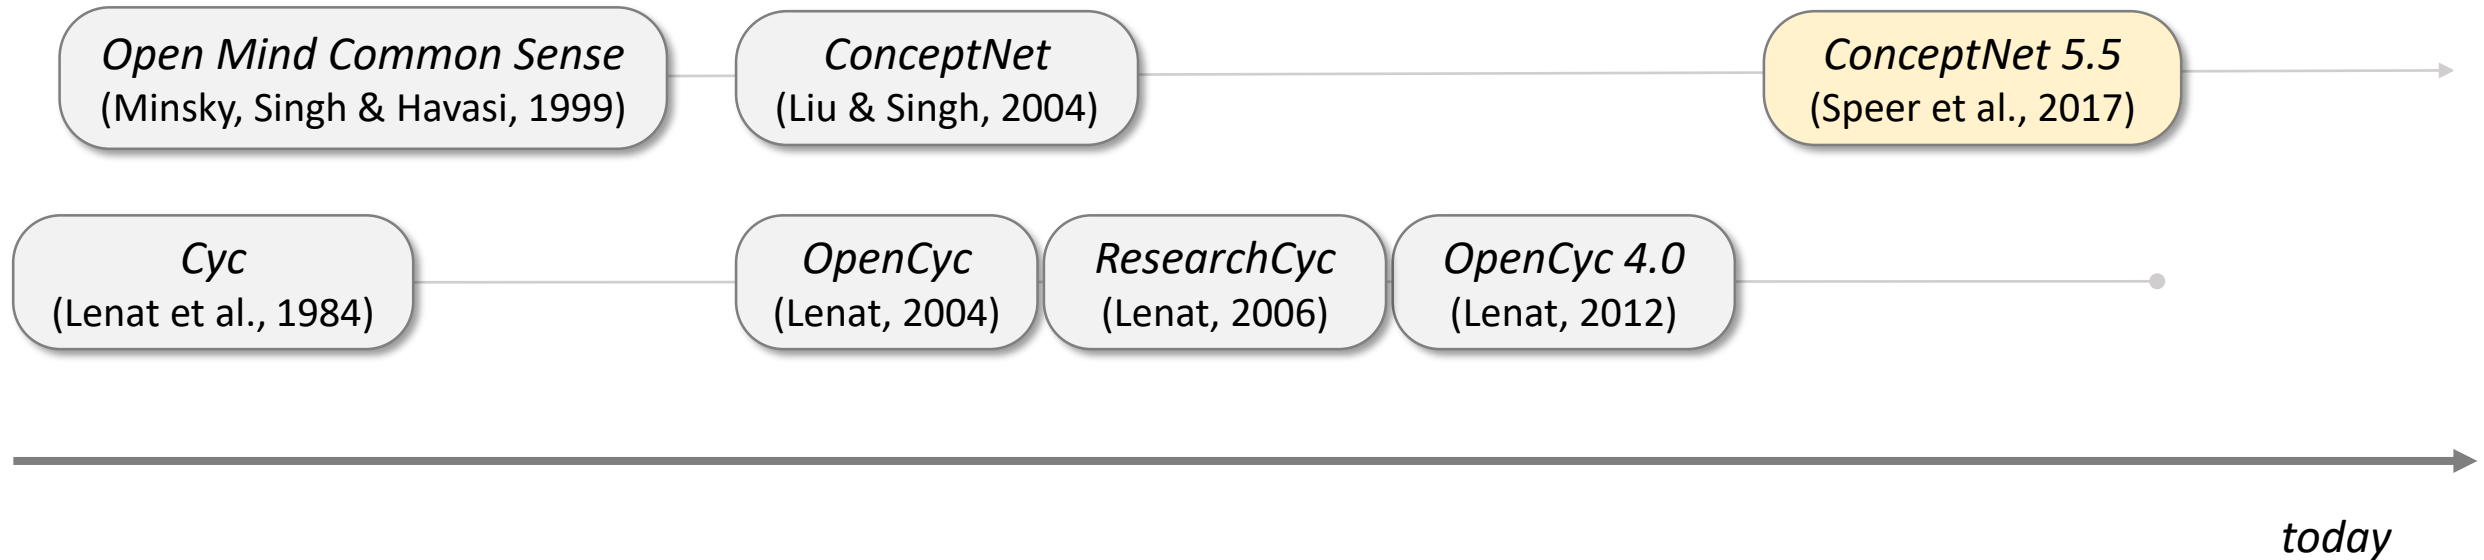 Open Mind Common Sense
(Minsky, Singh & Havasi, 1999)
ConceptNet
(Liu & Singh, 2004)
ConceptNet 5.5
(Speer et al., 2017)
Cyc
(Lenat et al., 1984)
OpenCyc
(Lenat, 2004)
ResearchCyc
(Lenat, 2006)
OpenCyc 4.0
(Lenat, 2012)
today